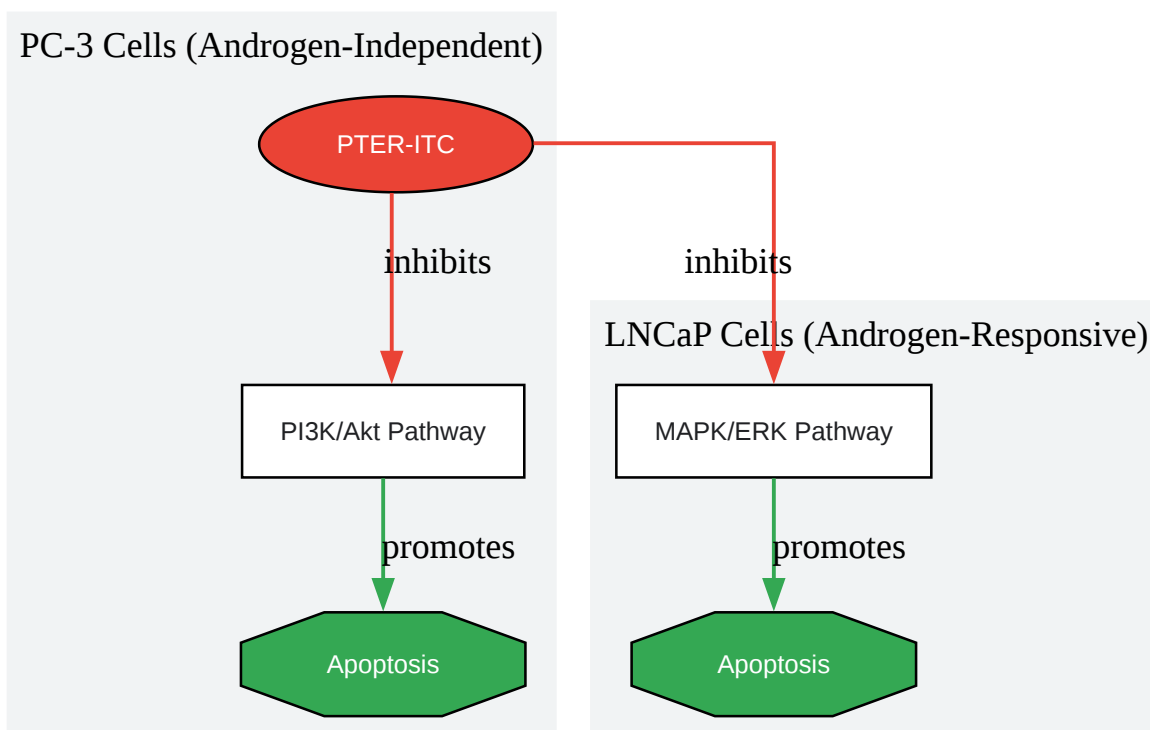 PC-3 Cells (Androgen-Independent)
PTER-ITC
inhibits
inhibits
LNCaP Cells (Androgen-Responsive)
PI3K/Akt Pathway
MAPK/ERK Pathway
promotes
promotes
Apoptosis
Apoptosis